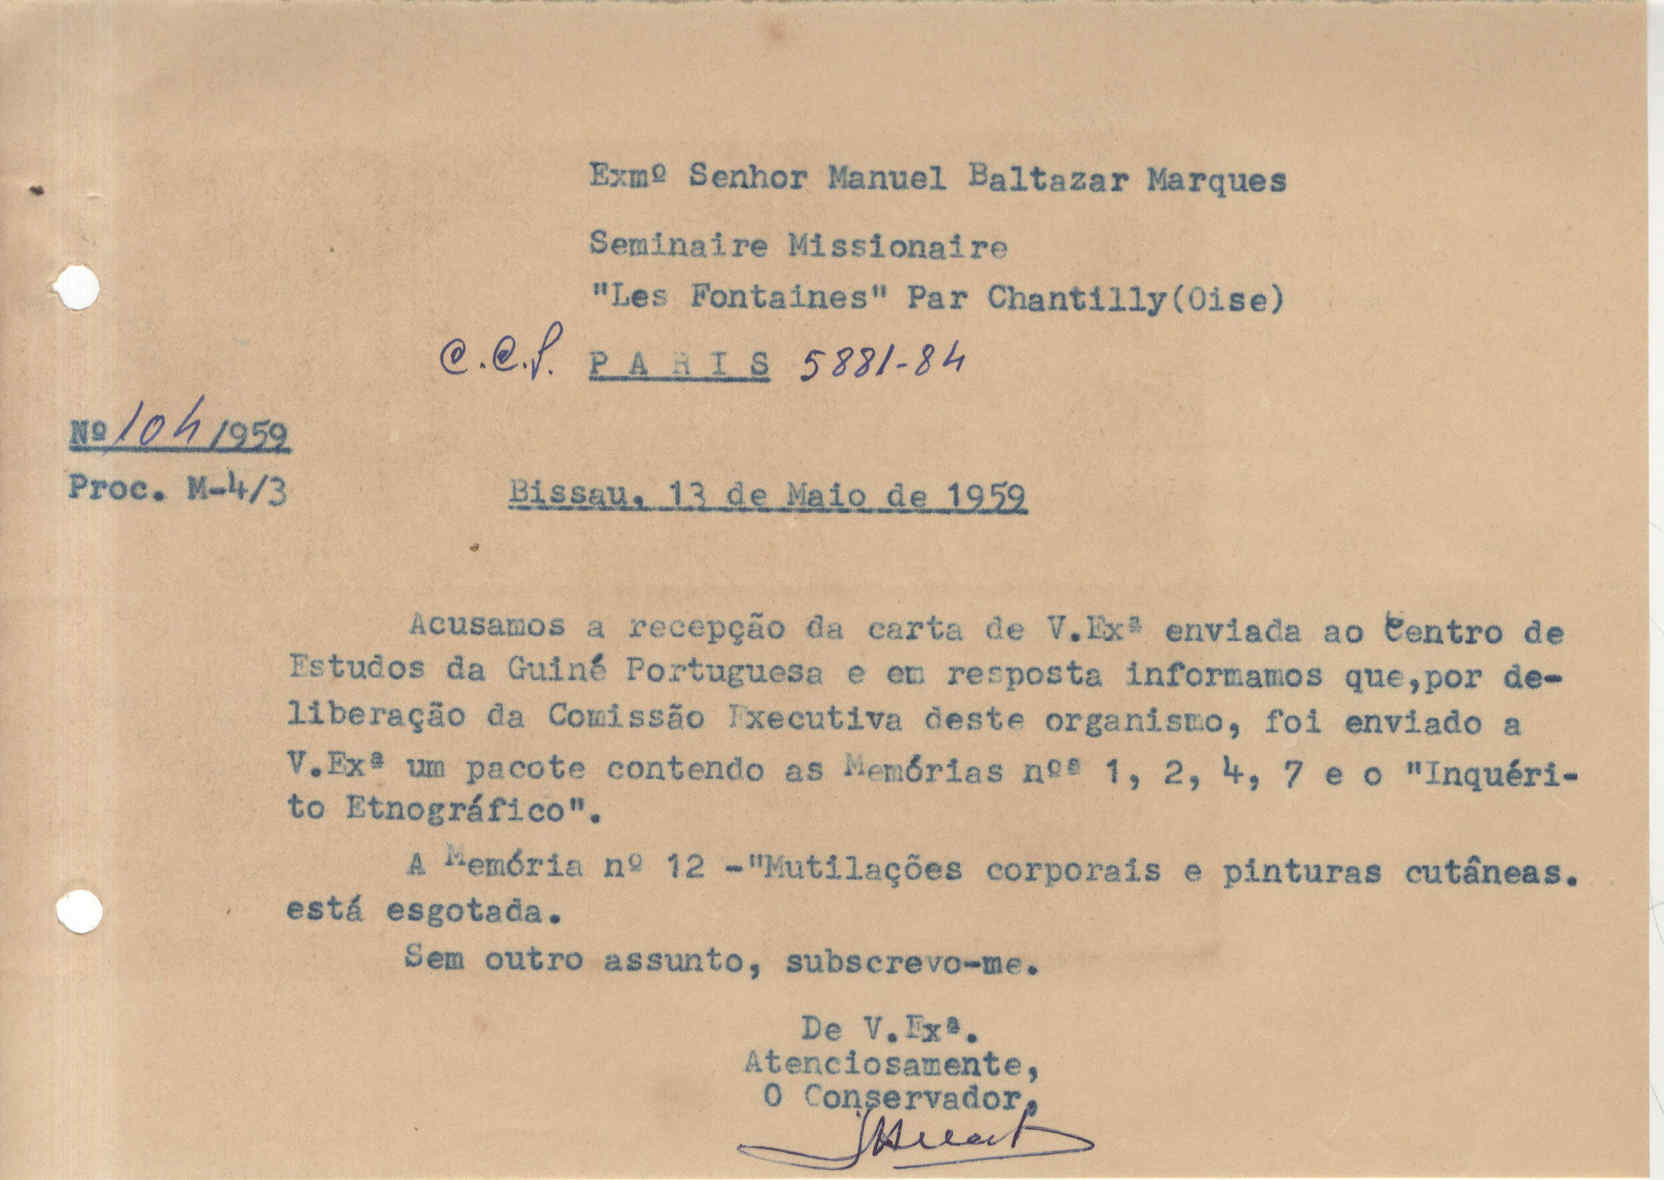 Exmº Senhor Manuel Baltazar Marques
Seminaire Missionaire
"Les Fontaines" Par Chantilly(Oise)
C.C.P. P A R I S 5881-84
Nº 104/1959
Proc. M-4/3
Bissau, 13 de Maio de 1959
Acusamos a recepção da carta de V.Exª enviada ao Centro de
Estudos da Guiné Portuguesa e em resposta informamos que,por de-
liberação da Comissão Executiva deste organismo, foi enviado a
V.Exª um pacote contendo as Memórias nºs 1, 2, 4, 7 e o "Inquéri-
to Etnográfico".
A Memória nº 12 -"Mutilações corporais e pinturas cutâneas.
está esgotada.
Sem outro assunto, subscrevo-me.
De V.Exª.
Atenciosamente,
O Conservador,